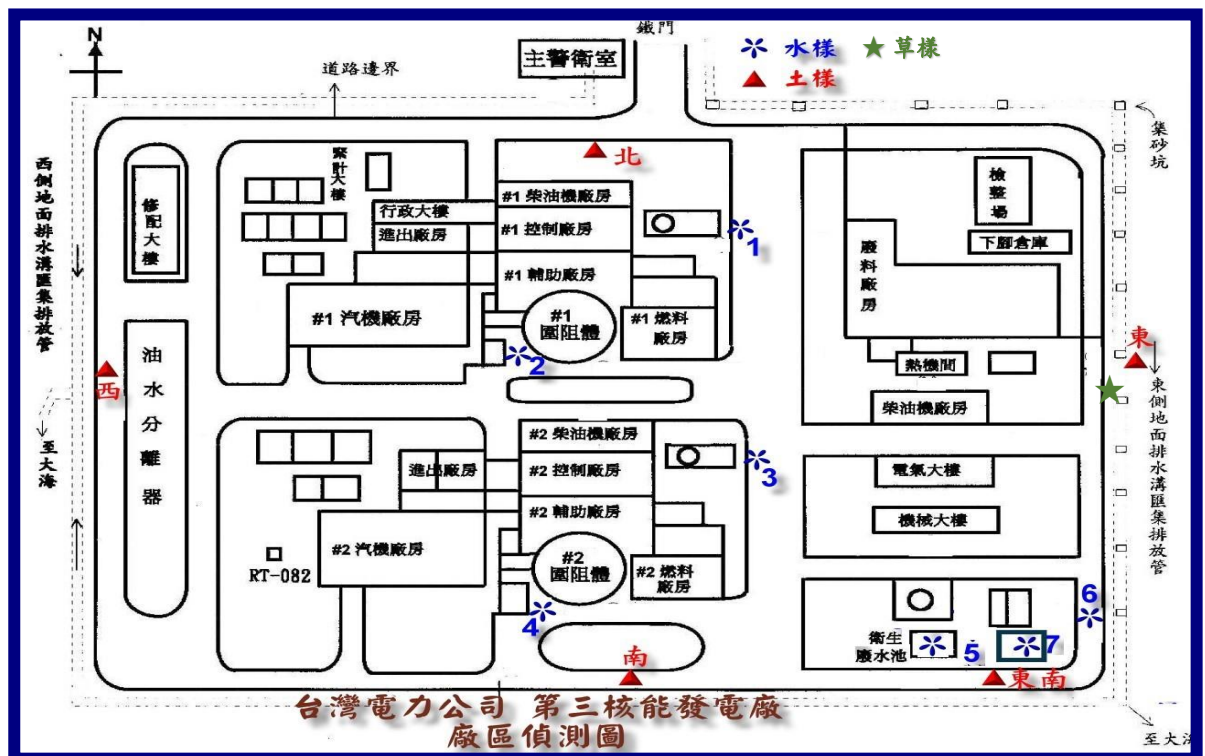 鐵門
N
主警衛室
水樣
草樣
土樣
道路邊界
集砂坑
北
西側地面排水溝匯集排放管
修配大樓
緊計大樓
行政大樓
進出廠房
#1 柴油機廠房
#1 控制廠房
#1 輔助廠房
1
檢整場
下腳倉庫
廢料廠房
#1 汽機廠房
#1
圍阻體
#1 燃料
廠房
2
東
熱機間
柴油機廠房
西
油水分離器
至大海
東側地面排水溝匯集排放管
#2 柴油機廠房
進出廠房
#2 控制廠房
3
電氣大樓
#2 輔助廠房
機械大樓
#2 汽機廠房
RT-082
#2
圍阻體
#2 燃料
廠房
4
6
衛生
廢水池
5
7
南
東南
台灣電力公司 第三核能發電廠
廠區偵測圖
至大海